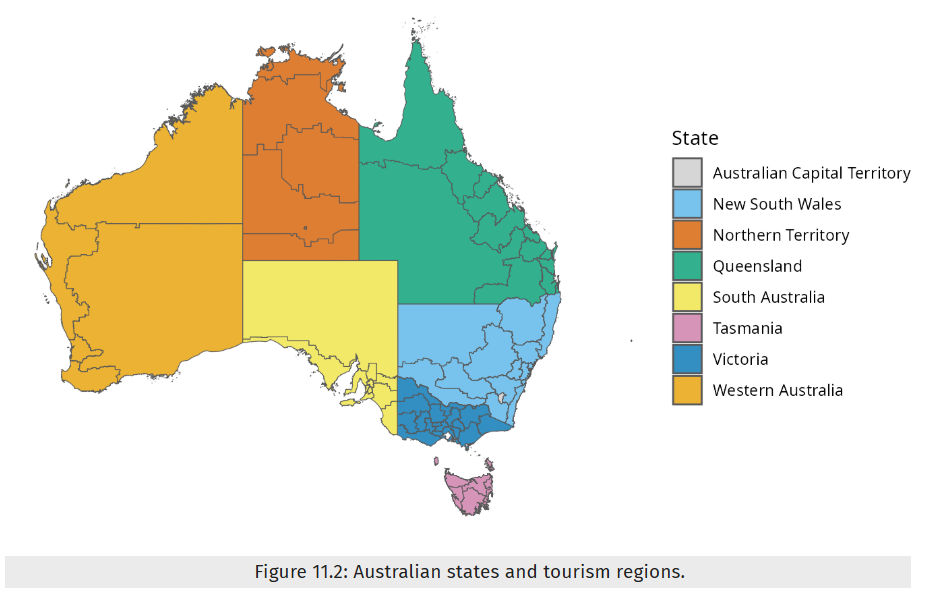 State
Australian Capital Territory
New South Wales
Northern Territory
Queensland
South Australia
Tasmania
Victoria
Western Australia
Figure 11.2: Australian states and tourism regions.